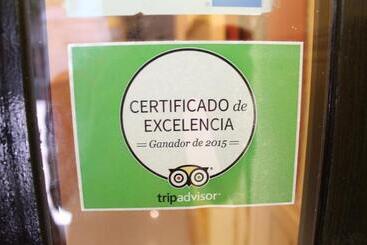 CERTIFICADO de
EXCELENCIA
Ganador de 2015
tripadvisor